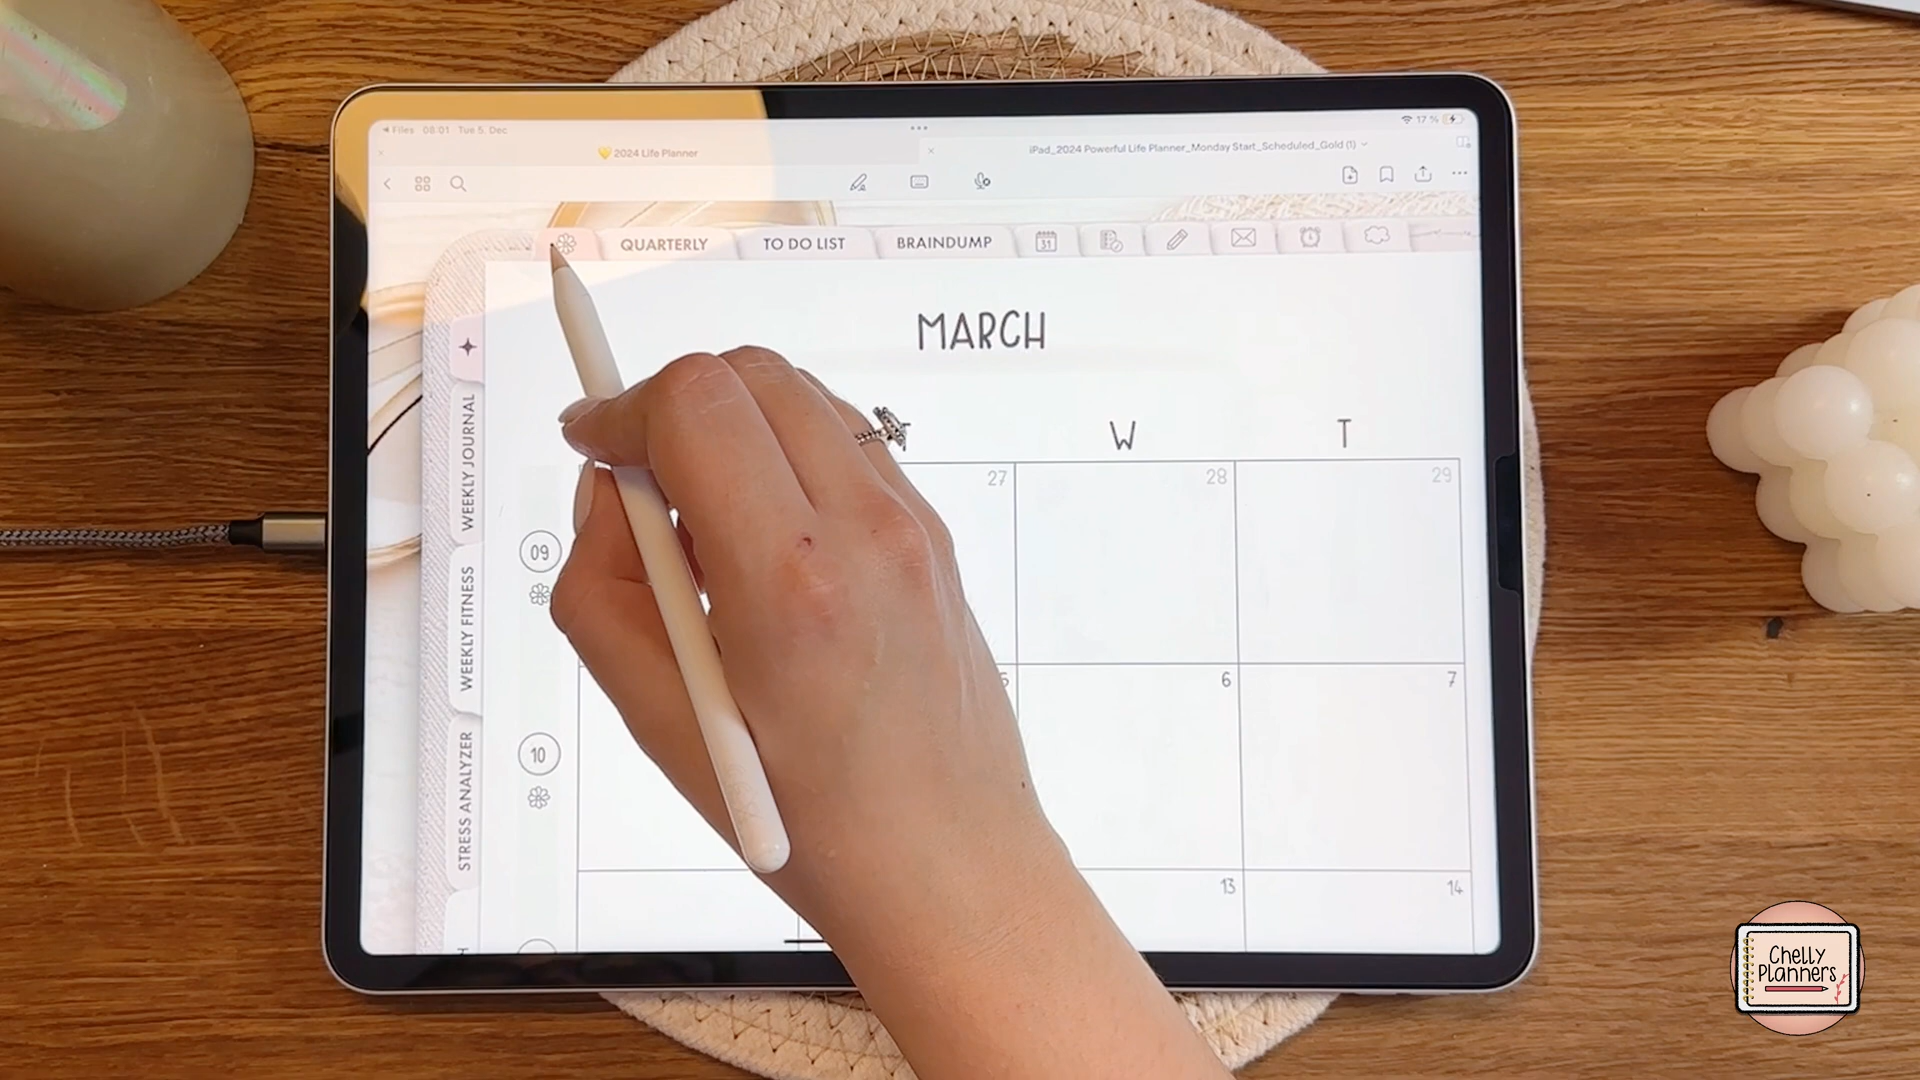 Files 08:01 Tue 5. Dec
17 %
2024 Life Planner
iPad_2024 Powerful Life Planner_Monday Start_Scheduled_Gold (1)
QUARTERLY
TO DO LIST
BRAINDUMP
31
MARCH
W
T
WEEKLY JOURNAL
WEEKLY FITNESS
STRESS ANALYZER
27
28
29
09
6
7
10
13
14
Chelly
Planners